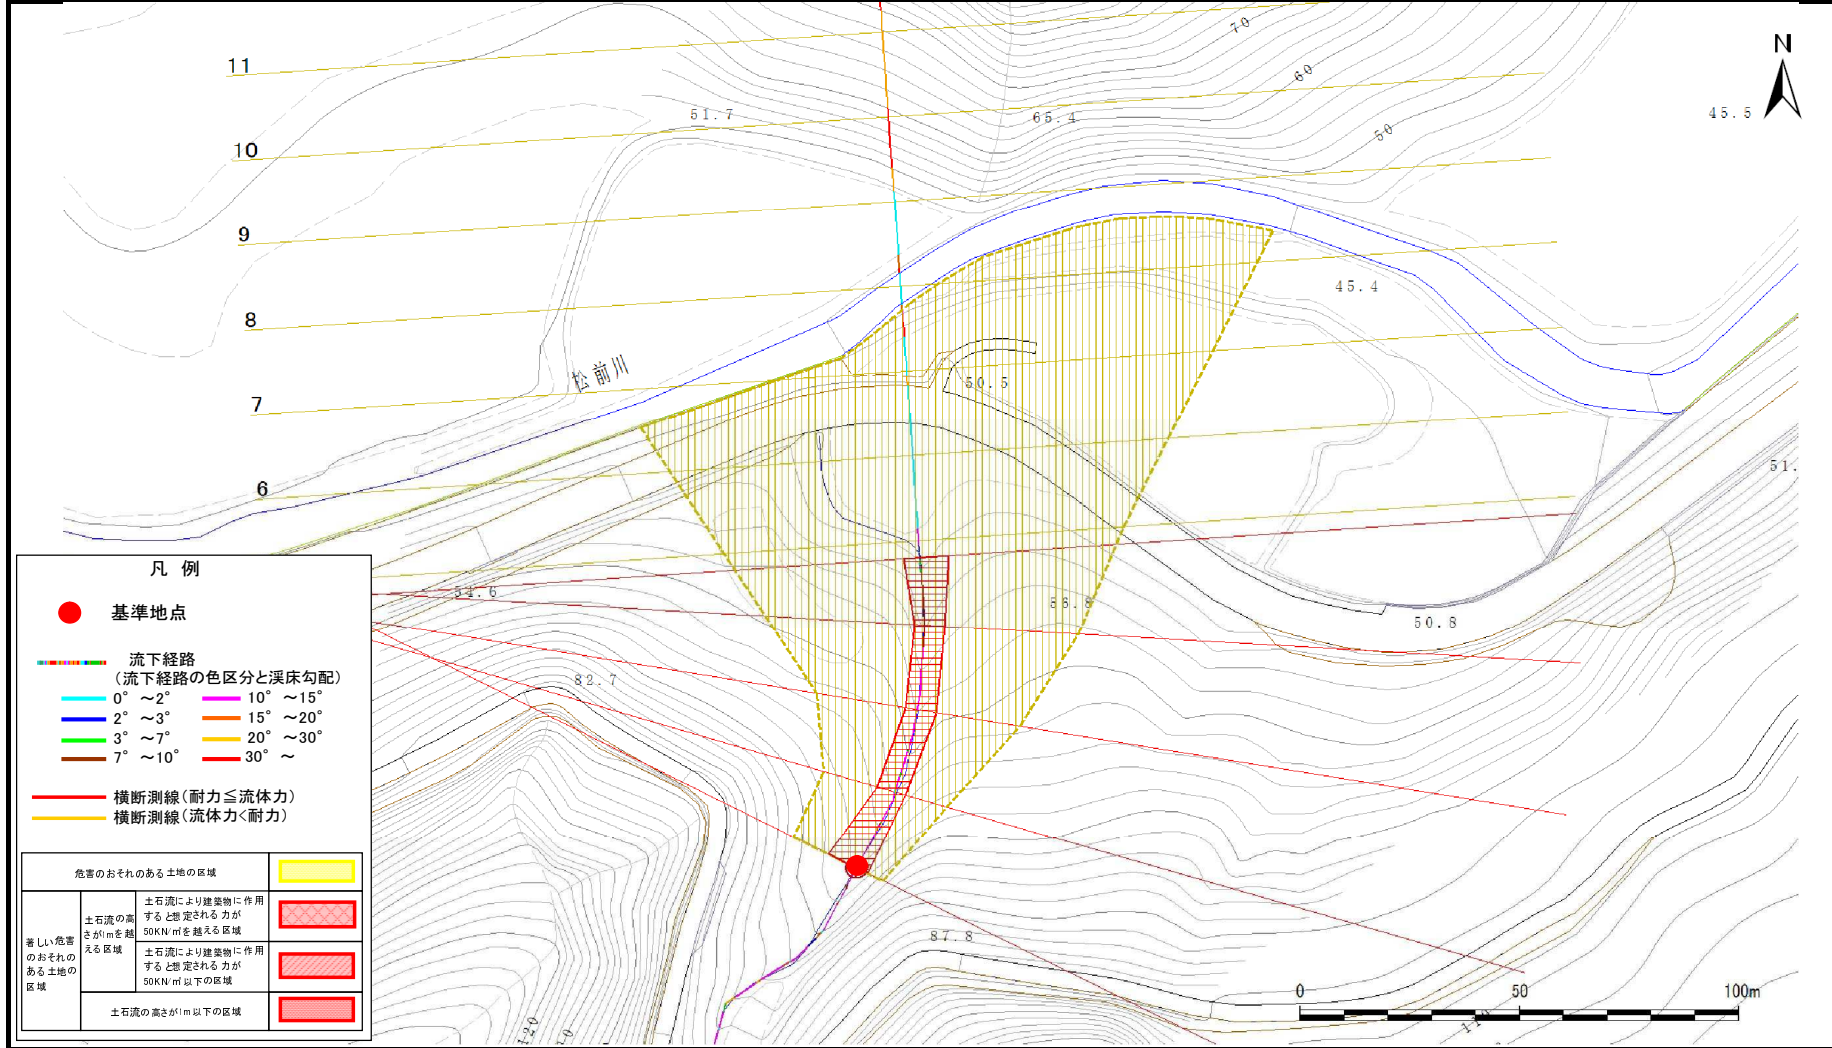 11
10
9
8
7
6
51.7
65.4
70
60
50
45.5
N
45.4
松前川
50.5
51.
54.6
56.8
50.8
82.7
87.8
凡 例
基準地点
流下経路
(流下経路の色区分と渓床勾配)
0° ～2° 10° ～15°
2° ～3° 15° ～20°
3° ～7° 20° ～30°
7° ～10° 30° ～
横断測線(耐力≦流体力)
横断測線(流体力<耐力)
危害のおそれのある土地の区域
著しい危害
のおそれの
ある土地の
区域
土石流の高
さが1mを越
える区域
土石流により建築物に作用
すると想定される力が
50KN/㎡を越える区域
土石流により建築物に作用
すると想定される力が
50KN/㎡以下の区域
土石流の高さが1m以下の区域
120
0 50 100m